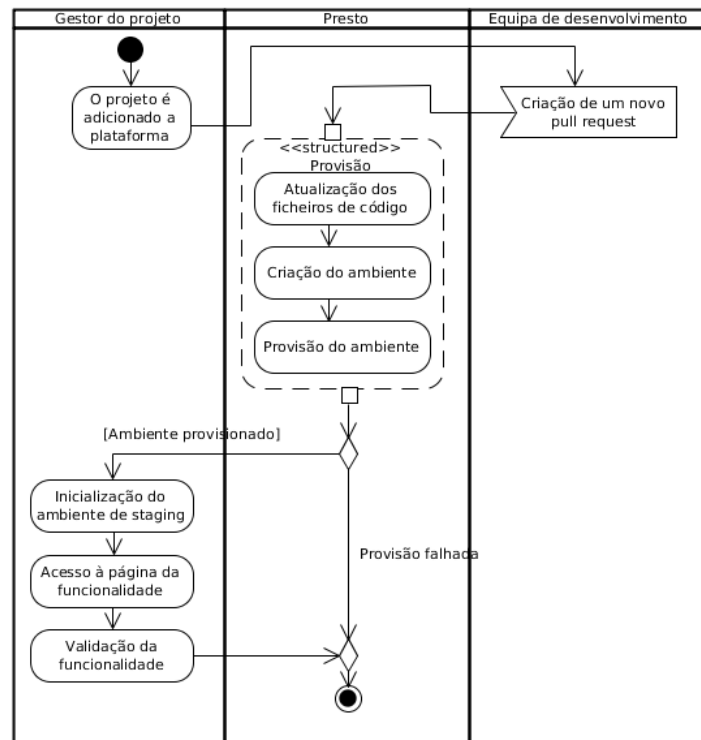 Gestor do projeto
Presto
Equipa de desenvolvimento
O projeto é
adicionado a
plataforma
Criação de um novo
pull request
<<structured>>
Provisão
Atualização dos
ficheiros de código
Criação do ambiente
Provisão do ambiente
[Ambiente provisionado]
Inicialização do
ambiente de staging
Provisão falhada
Acesso à página da
funcionalidade
Validação da
funcionalidade